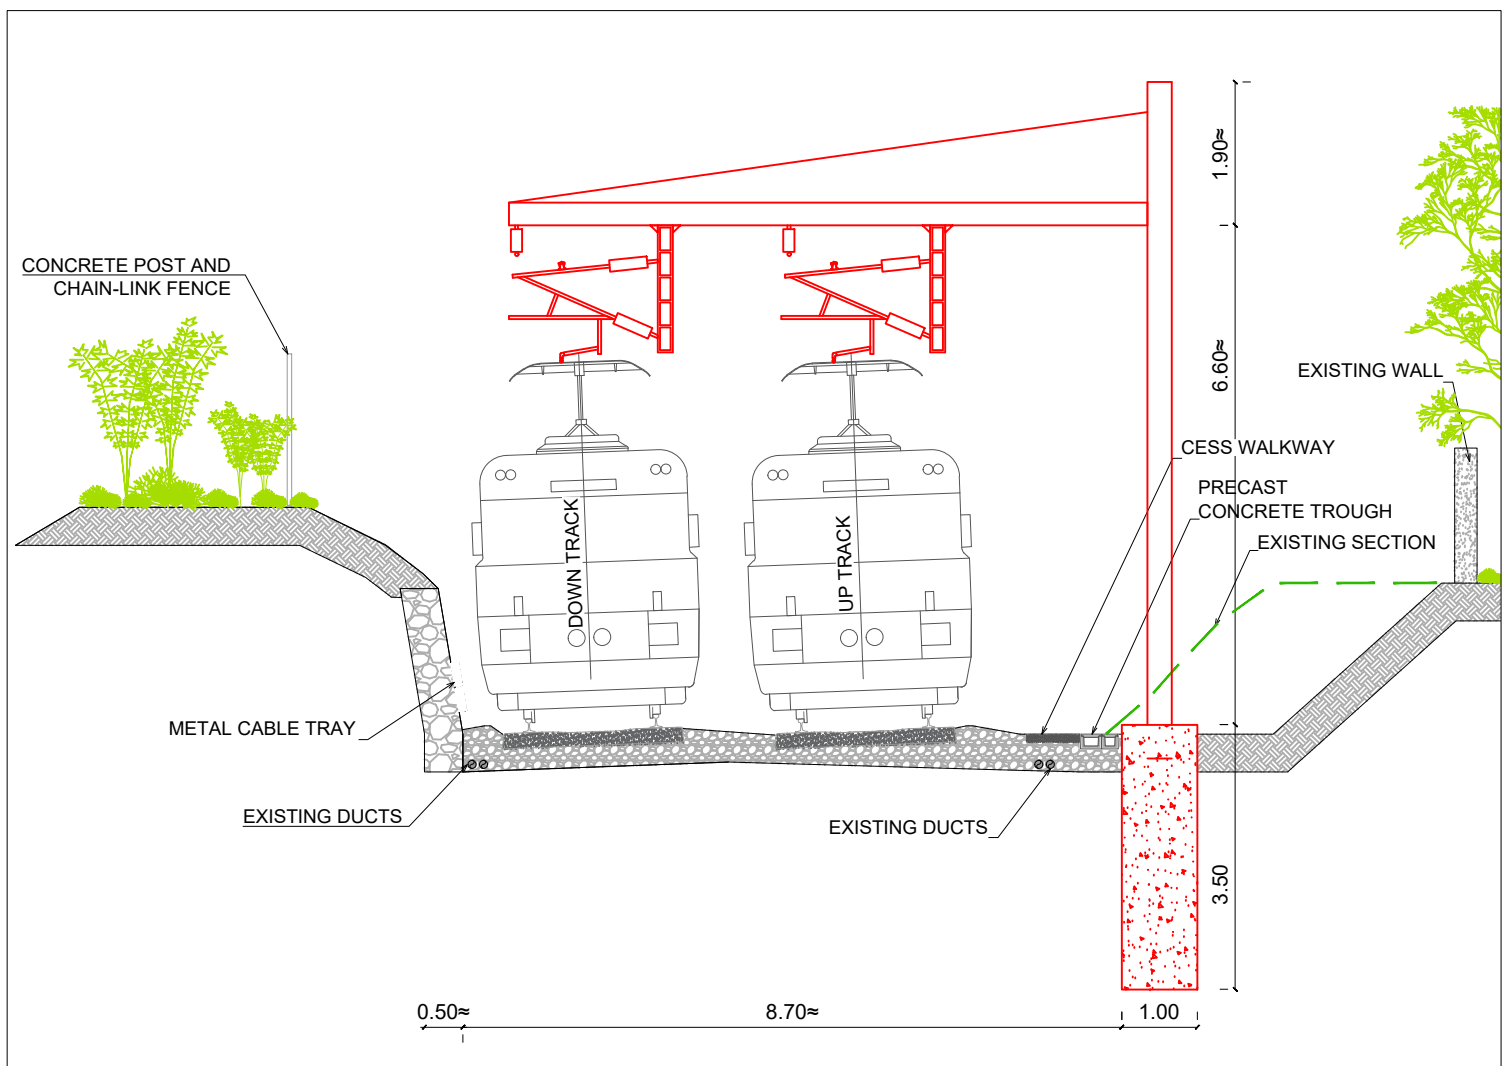 1.90≈
CONCRETE POST AND
CHAIN-LINK FENCE
6.60≈
EXISTING WALL
CESS WALKWAY
PRECAST
CONCRETE TROUGH
EXISTING SECTION
DOWN TRACK
UP TRACK
METAL CABLE TRAY
EXISTING DUCTS
EXISTING DUCTS
3.50
0.50≈
8.70≈
1.00